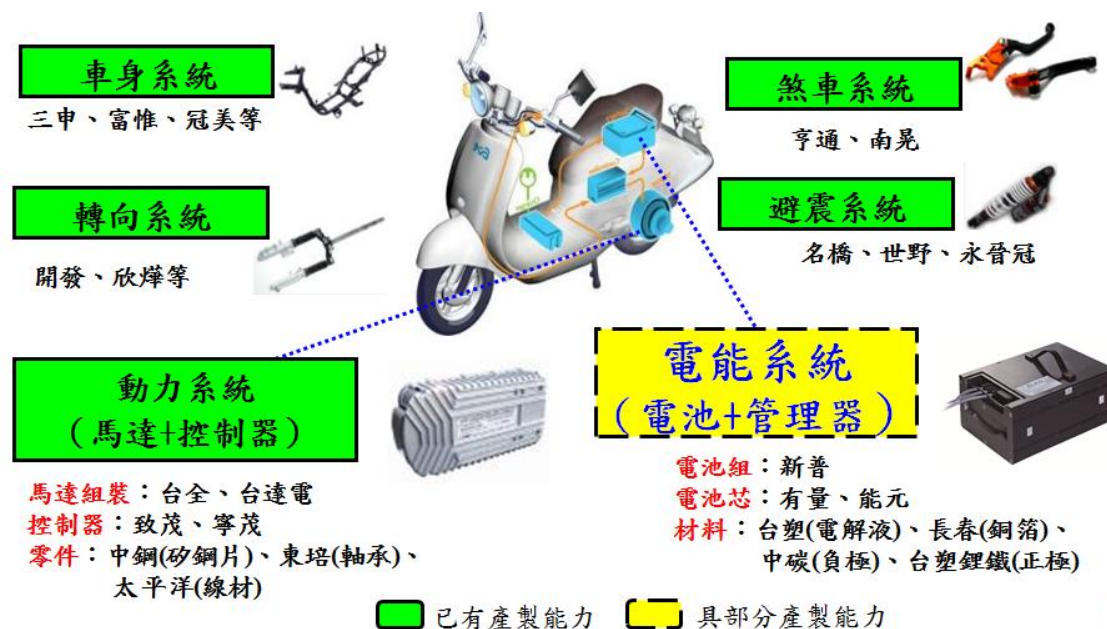 車身系統
三申、富惟、冠美等
煞車系統
亨通、南晃
轉向系統
開發、欣燁等
避震系統
名橋、世野、永晉冠
動力系統
(馬達+控制器)
馬達組裝：台全、台達電
控制器：致茂、寧茂
零件：中鋼(矽鋼片)、東培(軸承)、
太平洋(線材)
電能系統
(電池+管理器)
電池組：新普
電池芯：有量、能元
材料：台塑(電解液)、長春(銅箔)、
中碳(負極)、台塑鋰鐵(正極)
已有產製能力
具部分產製能力